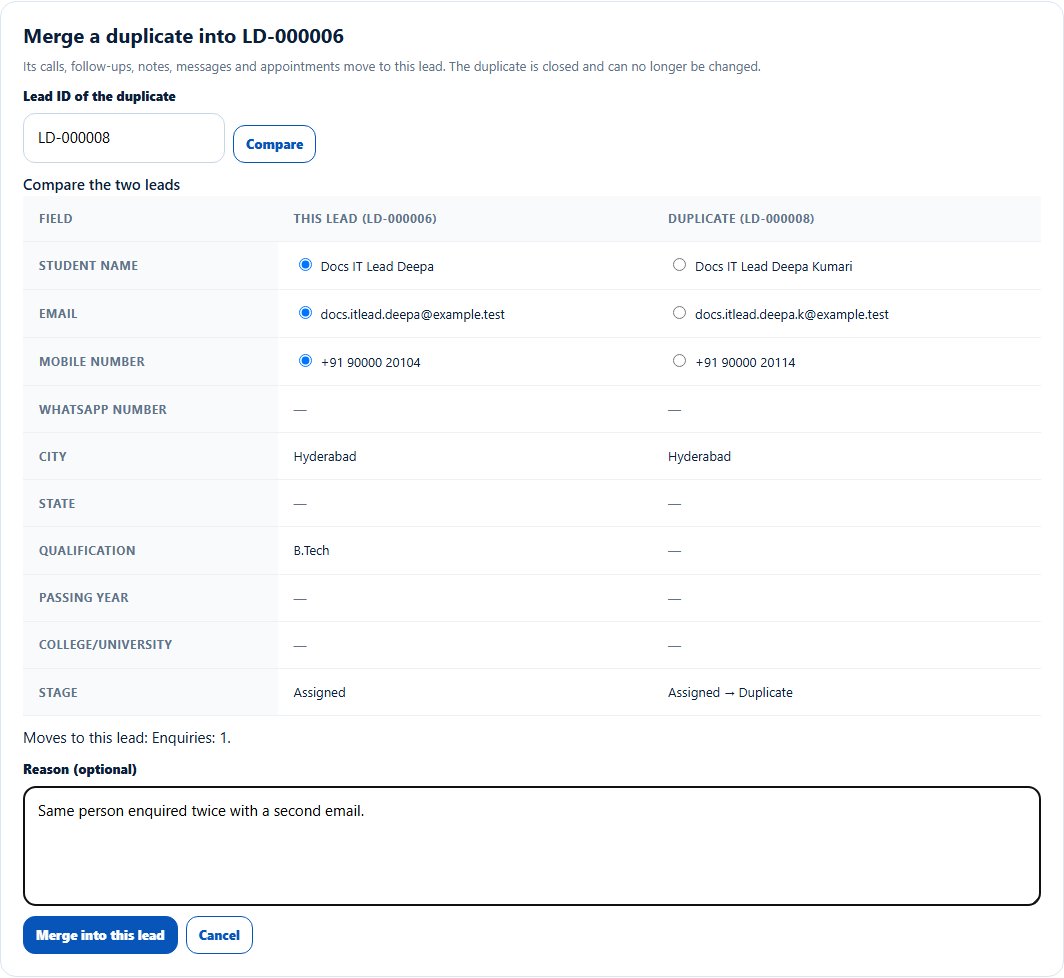 Merge a duplicate into LD-000006
Its calls, follow-ups, notes, messages and appointments move to this lead. The duplicate is closed and can no longer be changed.
Lead ID of the duplicate
LD-000008
Compare
Compare the two leads
FIELD THIS LEAD (LD-000006) DUPLICATE (LD-000008)
STUDENT NAME Docs IT Lead Deepa Docs IT Lead Deepa Kumari
EMAIL docs.itlead.deepa@example.test docs.itlead.deepa.k@example.test
MOBILE NUMBER +91 90000 20104 +91 90000 20114
WHATSAPP NUMBER — —
CITY Hyderabad Hyderabad
STATE — —
QUALIFICATION B.Tech —
PASSING YEAR — —
COLLEGE/UNIVERSITY — —
STAGE Assigned Assigned → Duplicate
Moves to this lead: Enquiries: 1.
Reason (optional)
Same person enquired twice with a second email.
Merge into this lead Cancel